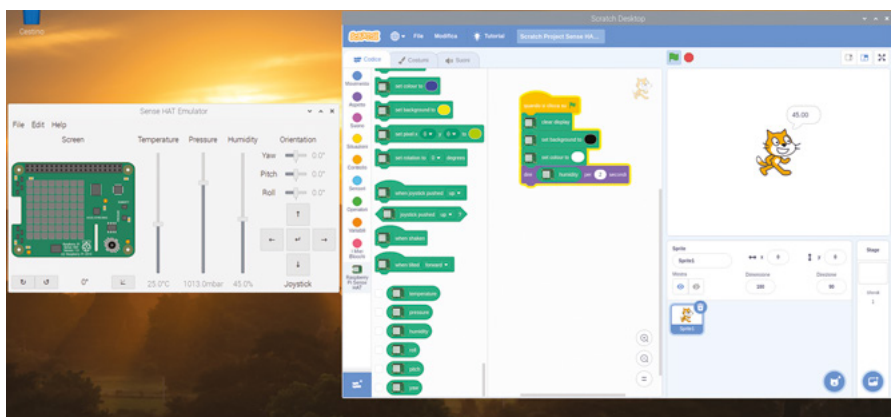 Cestino
Sense HAT Emulator
File Edit Help
Screen
Temperature
Pressure
Humidity
Orientation
Yaw 0.0°
Pitch 0.0°
Roll 0.0°
0°
25.0°C
1013.0mbar
45.0%
Joystick
Scratch Desktop
File
Modifica
Tutorial
Scratch Project Sense HA...
Codice
Costumi
Suoni
Movimento
Aspetto
Suono
Situazioni
Controllo
Sensori
Operatori
Variabili
I Miei Blocchi
Raspberry Pi Sense HAT
set colour to
set background to
set pixel x 0 y 0 to
set rotation to 0 degrees
when joystick pushed up
joystick pushed up ?
when shaken
when tilted forward
temperature
pressure
humidity
roll
pitch
yaw
quando si clicca su
clear display
set background to
set colour to
dire humidity per 2 secondi
45.00
Sprite
Sprite1
x 0
y 0
Mostra
Dimensione
100
Direzione
90
Sprite1
Stage
Sfondi
1